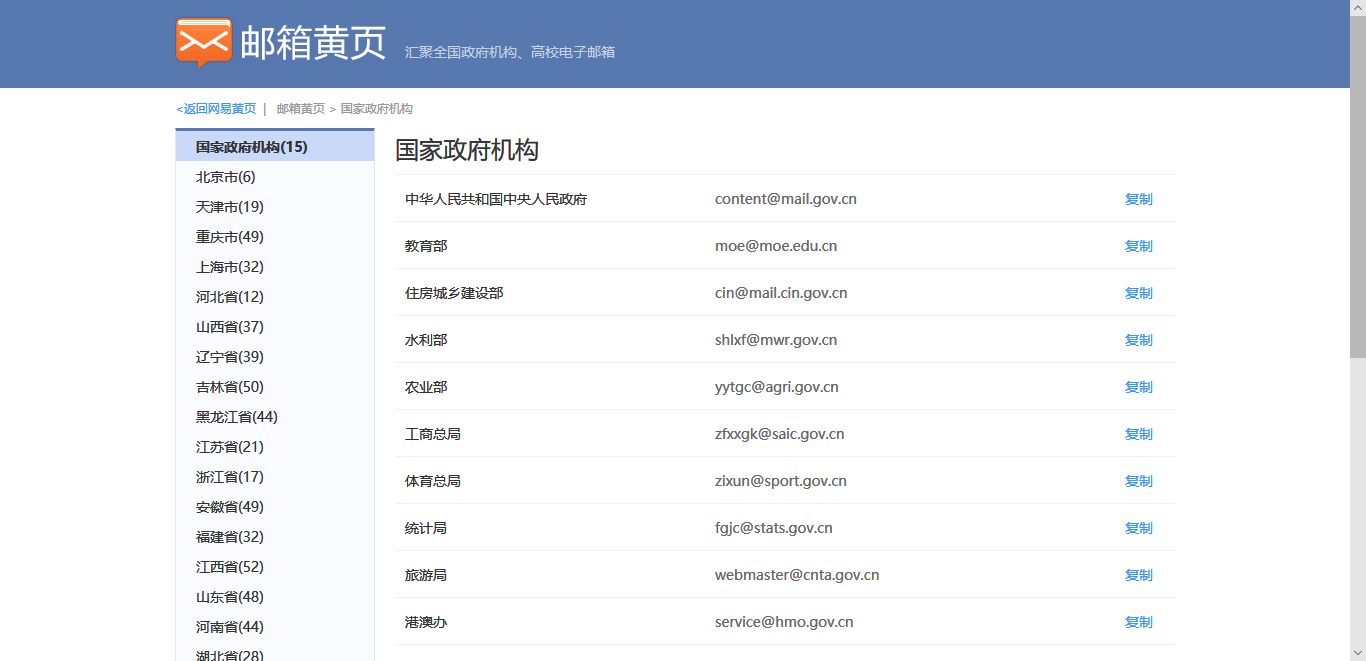 邮箱黄页 汇聚全国政府机构、高校电子邮箱
<返回网易黄页 | 邮箱黄页 > 国家政府机构
国家政府机构(15)
北京市(6)
天津市(19)
重庆市(49)
上海市(32)
河北省(12)
山西省(37)
辽宁省(39)
吉林省(50)
黑龙江省(44)
江苏省(21)
浙江省(17)
安徽省(49)
福建省(32)
江西省(52)
山东省(48)
河南省(44)
湖北省(28)
国家政府机构
中华人民共和国中央人民政府 content@mail.gov.cn 复制
教育部 moe@moe.edu.cn 复制
住房城乡建设部 cin@mail.cin.gov.cn 复制
水利部 shlxf@mwr.gov.cn 复制
农业部 yytgc@agri.gov.cn 复制
工商总局 zfxxgk@saic.gov.cn 复制
体育总局 zixun@sport.gov.cn 复制
统计局 fgjc@stats.gov.cn 复制
旅游局 webmaster@cnta.gov.cn 复制
港澳办 service@hmo.gov.cn 复制